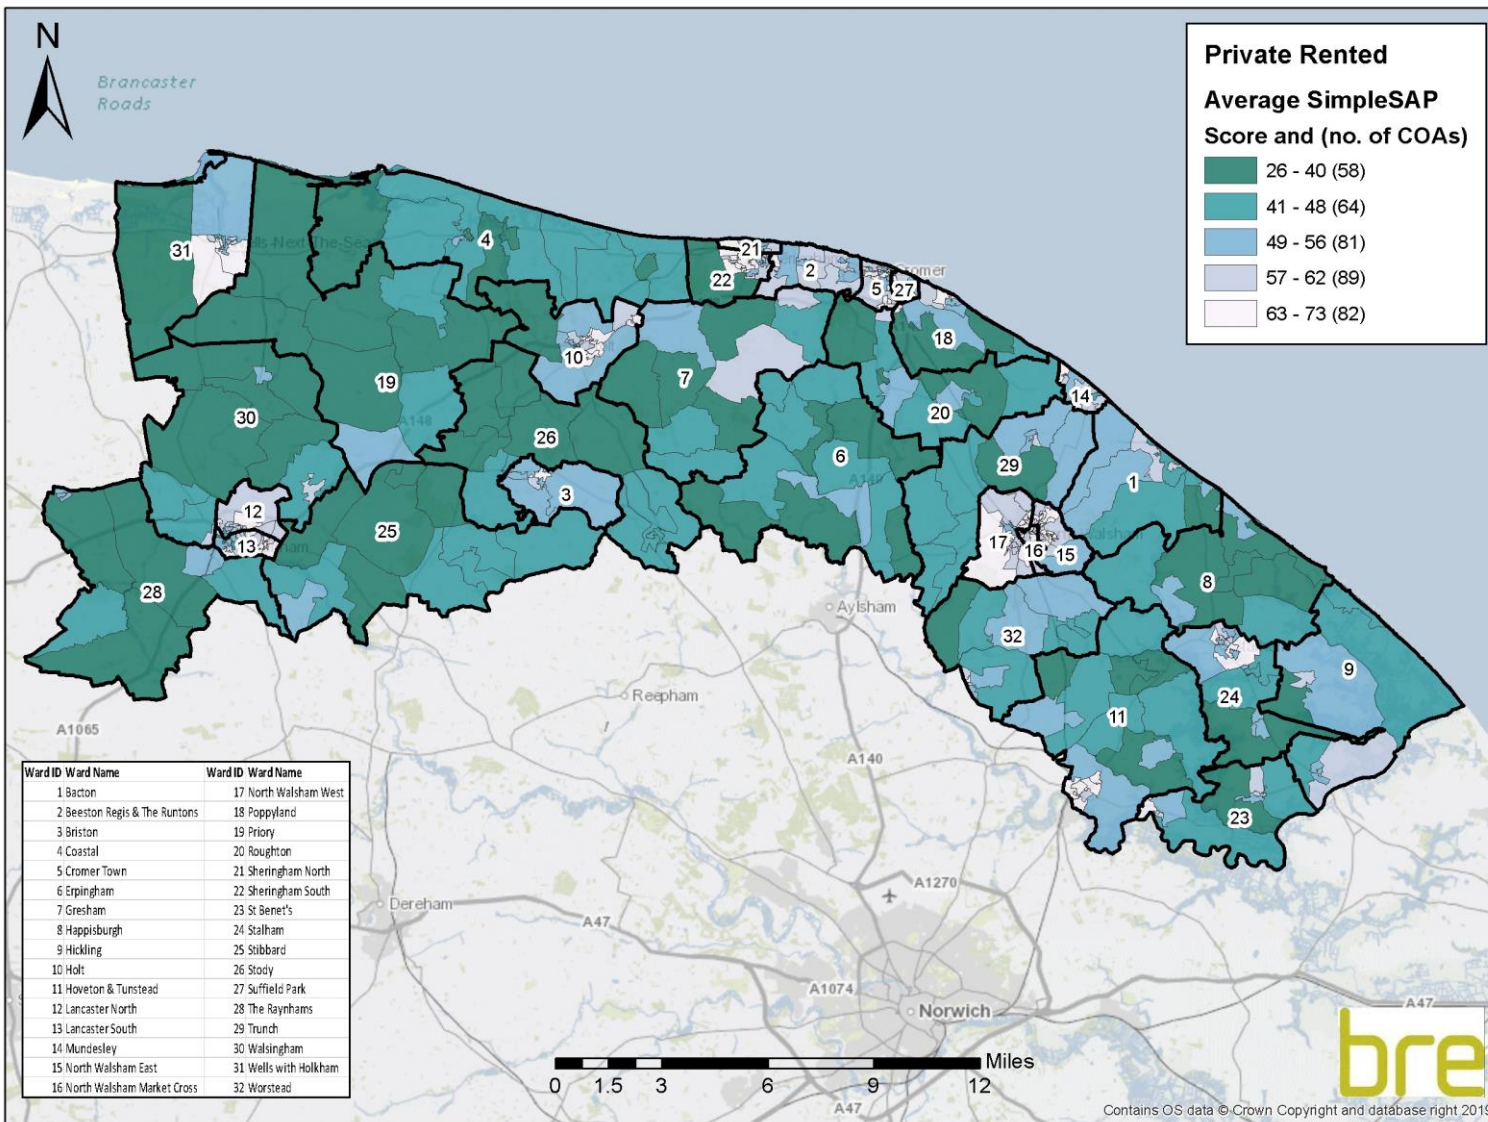 N
Brancaster
Roads
Private Rented
Average SimpleSAP
Score and (no. of COAs)
26 - 40 (58)
41 - 48 (64)
49 - 56 (81)
57 - 62 (89)
63 - 73 (82)
31
4
21
22
2
5
Cromer
27
18
10
7
19
30
A148
20
14
26
6
29
1
3
12
13
25
17
16
15
28
8
Aylsham
32
9
Reepham
24
11
A1065
A140
23
Ward ID Ward Name Ward ID Ward Name
1 Bacton 17 North Walsham West
2 Beeston Regis & The Runtons 18 Poppyland
3 Briston 19 Priory
4 Coastal 20 Roughton
5 Cromer Town 21 Sheringham North
6 Erpingham 22 Sheringham South
7 Gresham 23 St Benet's
8 Happisburgh 24 Stalham
9 Hickling 25 Stibbard
10 Holt 26 Stody
11 Hoveton & Tunstead 27 Suffield Park
12 Lancaster North 28 The Raynhams
13 Lancaster South 29 Trunch
14 Mundesley 30 Walsingham
15 North Walsham East 31 Wells with Holkham
16 North Walsham Market Cross 32 Worstead
Dereham
A47
A1270
A1074
Norwich
A47
A47
Miles
0 1.5 3 6 9 12
bre
Contains OS data © Crown Copyright and database right 2019